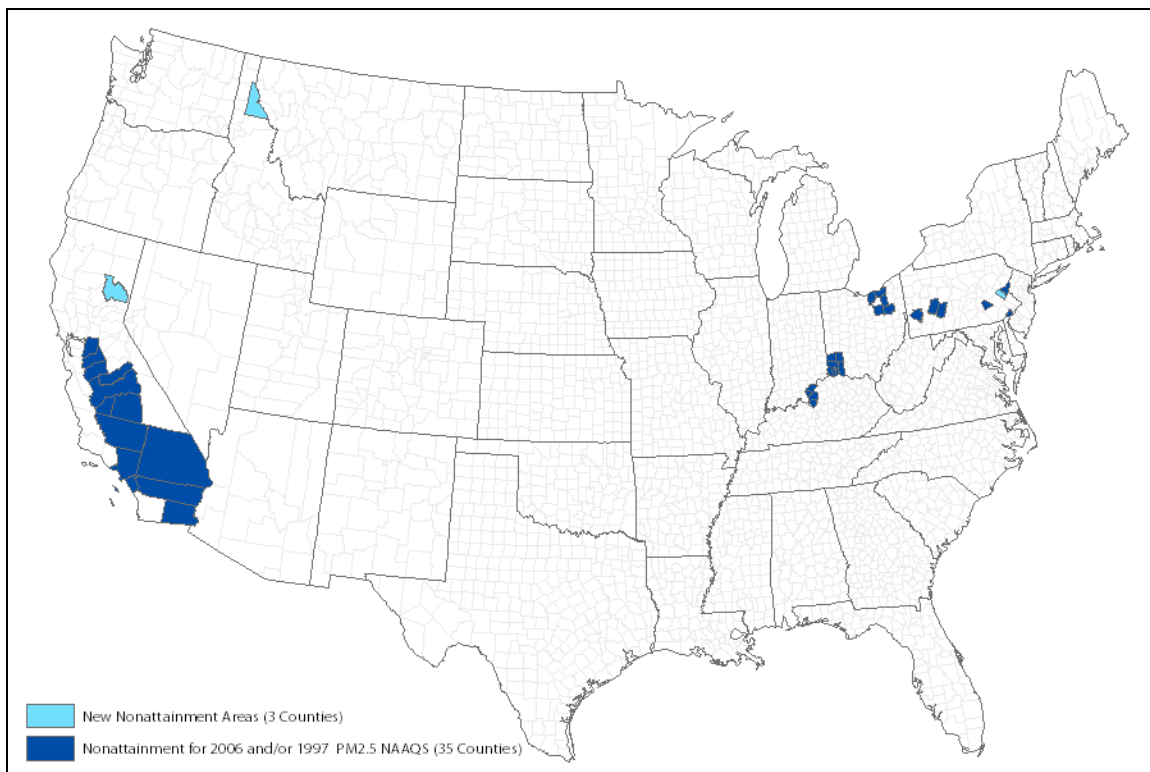 New Nonattainment Areas (3 Counties)
Nonattainment for 2006 and/or 1997 PM2.5 NAAQS (35 Counties)